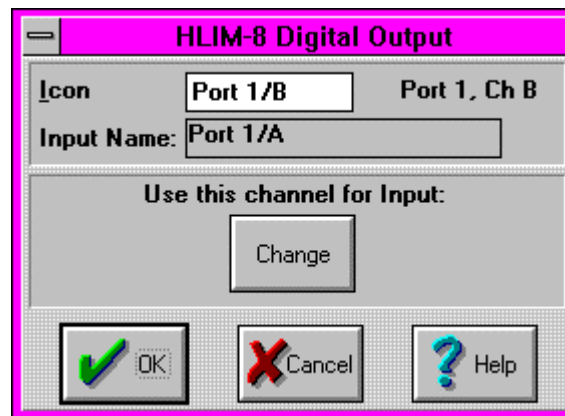 HLIM-8 Digital Output
Icon Port 1/B Port 1, Ch B
Input Name: Port 1/A
Use this channel for Input:
Change
OK Cancel Help